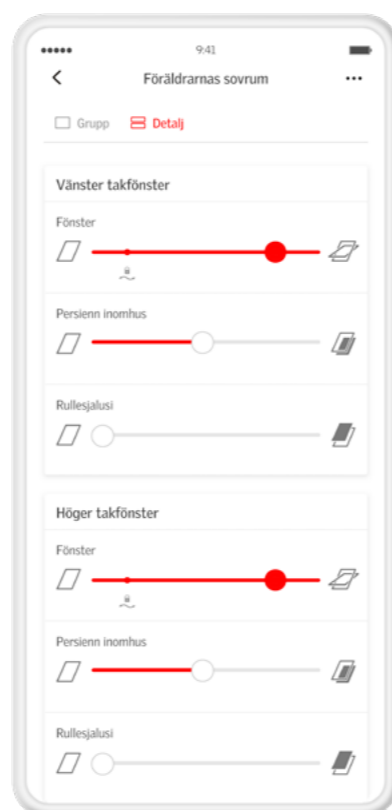 9:41
Föräldrarnas sovrum
Grupp Detalj
Vänster takfönster
Fönster
Persienn inomhus
Rullesjalusi
Höger takfönster
Fönster
Persienn inomhus
Rullesjalusi